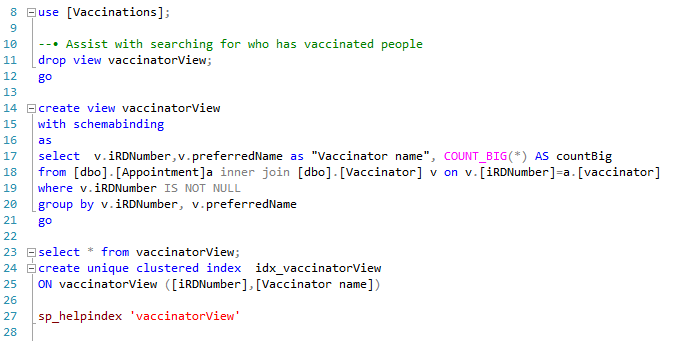 8 use [Vaccinations];
9
10 --• Assist with searching for who has vaccinated people
11 drop view vaccinatorView;
12 go
13
14 create view vaccinatorView
15 with schemabinding
16 as
17 select  v.iRDNumber,v.preferredName as "Vaccinator name", COUNT_BIG(*) AS countBig
18 from [dbo].[Appointment]a inner join [dbo].[Vaccinator] v on v.[iRDNumber]=a.[vaccinator]
19 where v.iRDNumber IS NOT NULL
20 group by v.iRDNumber, v.preferredName
21 go
22
23 select * from vaccinatorView;
24 create unique clustered index  idx_vaccinatorView
25 ON vaccinatorView ([iRDNumber],[Vaccinator name])
26
27 sp_helpindex 'vaccinatorView'
28